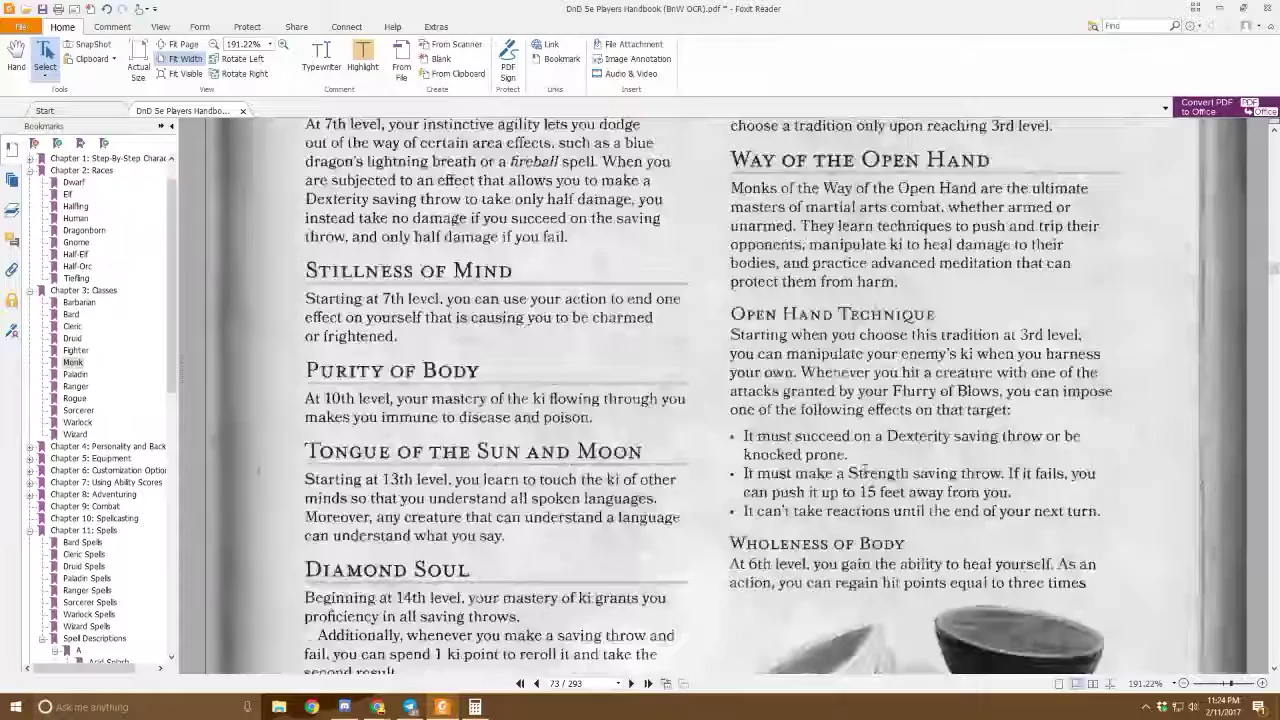 DnD 5e Players Handbook (BnW OCR).pdf * - Foxit Reader
File
Home
Comment
View
Form
Protect
Share
Connect
Help
Extras
Find
Hand
Select
SnapShot
Clipboard
Tools
Actual
Size
Fit Page
Fit Width
Fit Visible
191.22%
Rotate Left
Rotate Right
View
Typewriter
Highlight
Comment
From
File
From Scanner
Blank
From Clipboard
Create
PDF
Sign
Protect
Link
Bookmark
Links
File Attachment
Image Annotation
Audio & Video
Insert
Start
DnD 5e Players Handbo...
Convert PDF
to Office
PDF
Office
Bookmarks
Chapter 1: Step-By-Step Charac
Chapter 2: Races
Dwarf
Elf
Halfling
Human
Dragonborn
Gnome
Half-Elf
Half-Orc
Tiefling
Chapter 3: Classes
Barbarian
Bard
Cleric
Druid
Fighter
Monk
Paladin
Ranger
Rogue
Sorcerer
Warlock
Wizard
Chapter 4: Personality and Back
Chapter 5: Equipment
Chapter 6: Customization Option
Chapter 7: Using Ability Scores
Chapter 8: Adventuring
Chapter 9: Combat
Chapter 10: Spellcasting
Chapter 11: Spells
Bard Spells
Cleric Spells
Druid Spells
Paladin Spells
Ranger Spells
Sorcerer Spells
Warlock Spells
Wizard Spells
Spell Descriptions
A
Acid Splash
At 7th level, your instinctive agility lets you dodge
out of the way of certain area effects, such as a blue
dragon's lightning breath or a fireball spell. When you
are subjected to an effect that allows you to make a
Dexterity saving throw to take only half damage, you
instead take no damage if you succeed on the saving
throw, and only half damage if you fail.
STILLNESS OF MIND
Starting at 7th level, you can use your action to end one
effect on yourself that is causing you to be charmed
or frightened.
PURITY OF BODY
At 10th level, your mastery of the ki flowing through you
makes you immune to disease and poison.
TONGUE OF THE SUN AND MOON
Starting at 13th level, you learn to touch the ki of other
minds so that you understand all spoken languages.
Moreover, any creature that can understand a language
can understand what you say.
DIAMOND SOUL
Beginning at 14th level, your mastery of ki grants you
proficiency in all saving throws.
Additionally, whenever you make a saving throw and
fail, you can spend 1 ki point to reroll it and take the
second result.
choose a tradition only upon reaching 3rd level.
WAY OF THE OPEN HAND
Monks of the Way of the Open Hand are the ultimate
masters of martial arts combat, whether armed or
unarmed. They learn techniques to push and trip their
opponents, manipulate ki to heal damage to their
bodies, and practice advanced meditation that can
protect them from harm.
OPEN HAND TECHNIQUE
Starting when you choose this tradition at 3rd level,
you can manipulate your enemy's ki when you harness
your own. Whenever you hit a creature with one of the
attacks granted by your Flurry of Blows, you can impose
one of the following effects on that target:
• It must succeed on a Dexterity saving throw or be
knocked prone.
• It must make a Strength saving throw. If it fails, you
can push it up to 15 feet away from you.
• It can't take reactions until the end of your next turn.
WHOLENESS OF BODY
At 6th level, you gain the ability to heal yourself. As an
action, you can regain hit points equal to three times
73 / 293
191.22%
Ask me anything
11:24 PM
2/11/2017